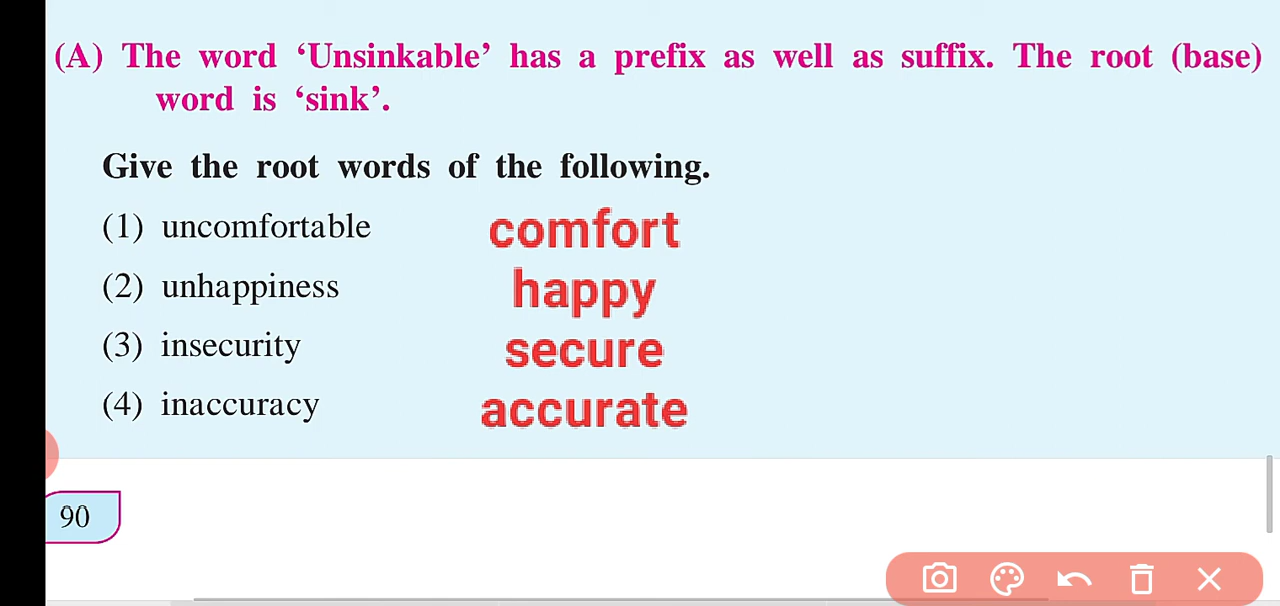 (A) The word ‘Unsinkable’ has a prefix as well as suffix. The root (base)
word is ‘sink’.
Give the root words of the following.
(1) uncomfortable comfort
(2) unhappiness happy
(3) insecurity secure
(4) inaccuracy accurate
90